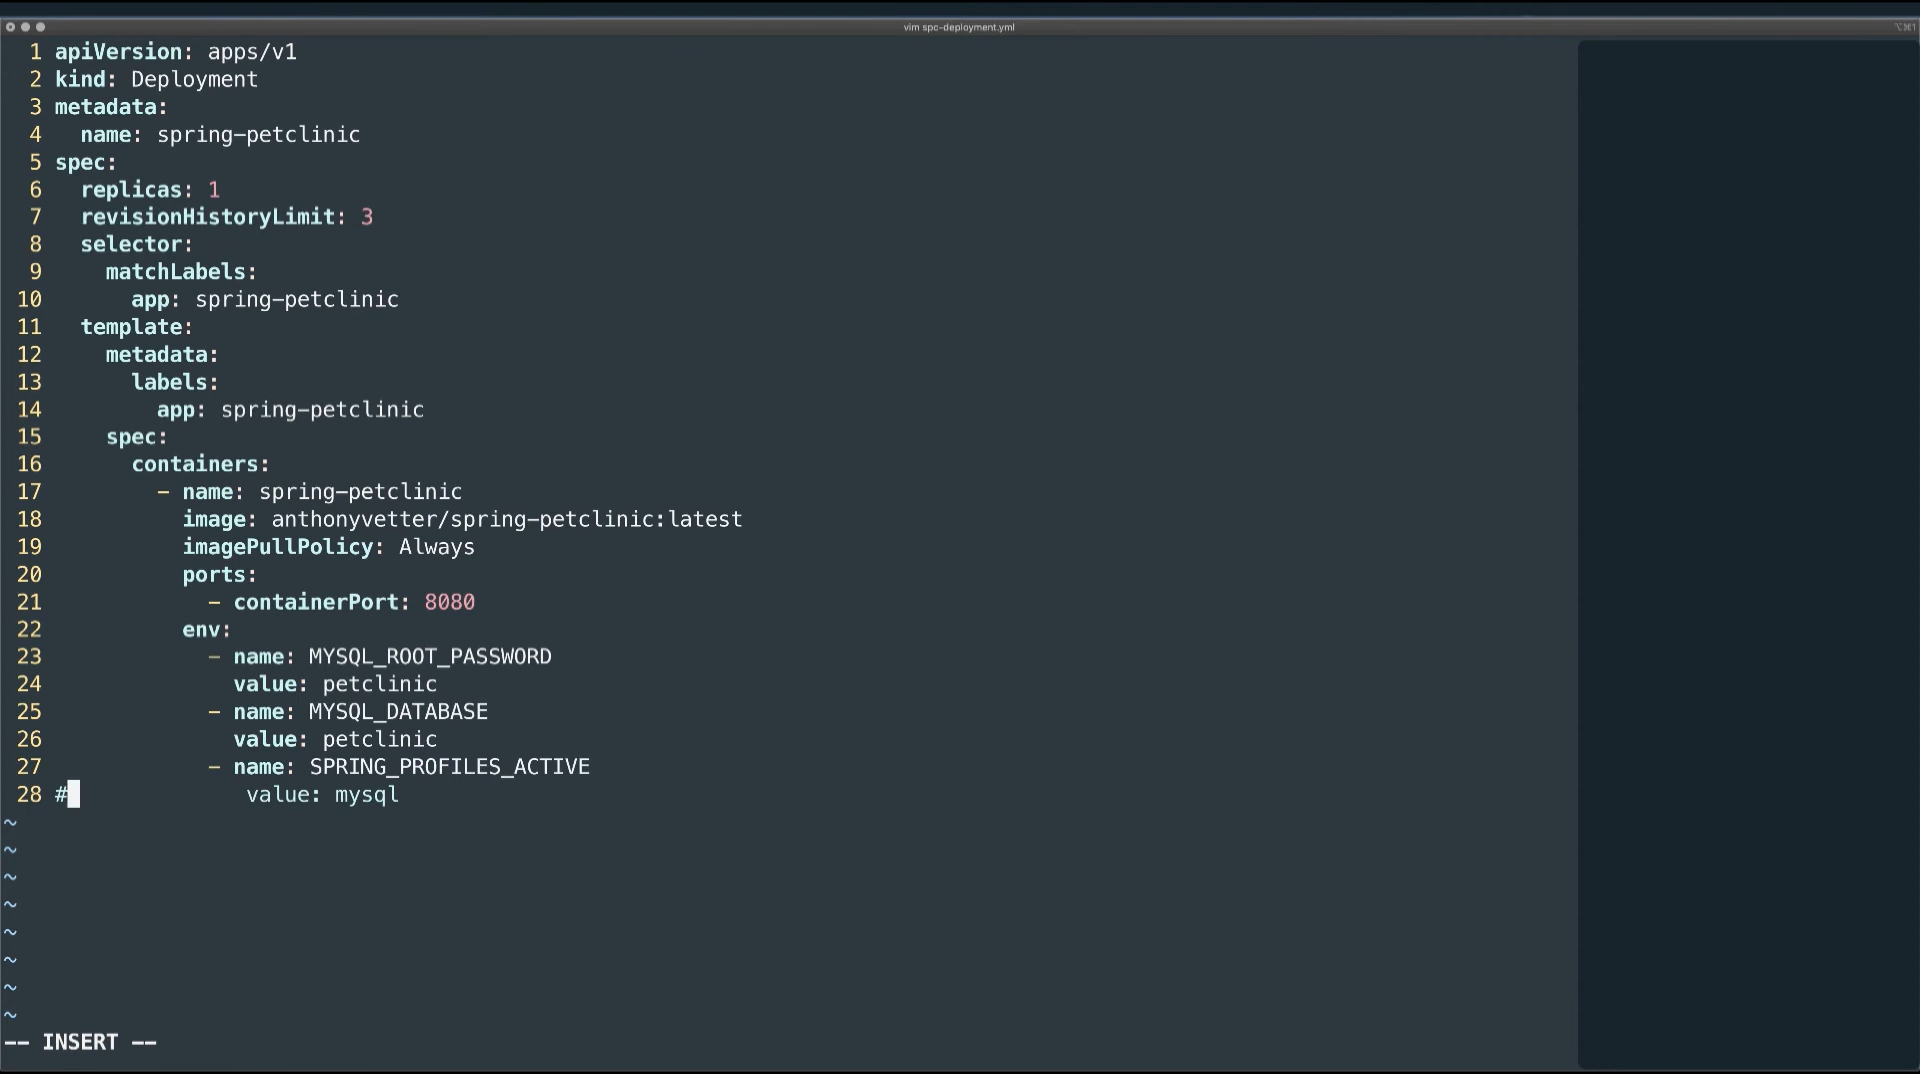 vim spc-deployment.yml
⌥⌘1
1 apiVersion: apps/v1
2 kind: Deployment
3 metadata:
4   name: spring-petclinic
5 spec:
6   replicas: 1
7   revisionHistoryLimit: 3
8   selector:
9     matchLabels:
10       app: spring-petclinic
11   template:
12     metadata:
13       labels:
14         app: spring-petclinic
15     spec:
16       containers:
17         - name: spring-petclinic
18           image: anthonyvetter/spring-petclinic:latest
19           imagePullPolicy: Always
20           ports:
21             - containerPort: 8080
22           env:
23             - name: MYSQL_ROOT_PASSWORD
24               value: petclinic
25             - name: MYSQL_DATABASE
26               value: petclinic
27             - name: SPRING_PROFILES_ACTIVE
28 #              value: mysql
~
~
~
~
~
~
~
~
-- INSERT --